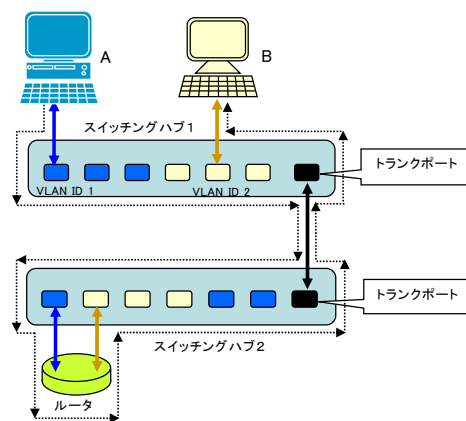 A
B
スイッチングハブ1
トランクポート
VLAN ID 1
VLAN ID 2
トランクポート
スイッチングハブ2
ルータ